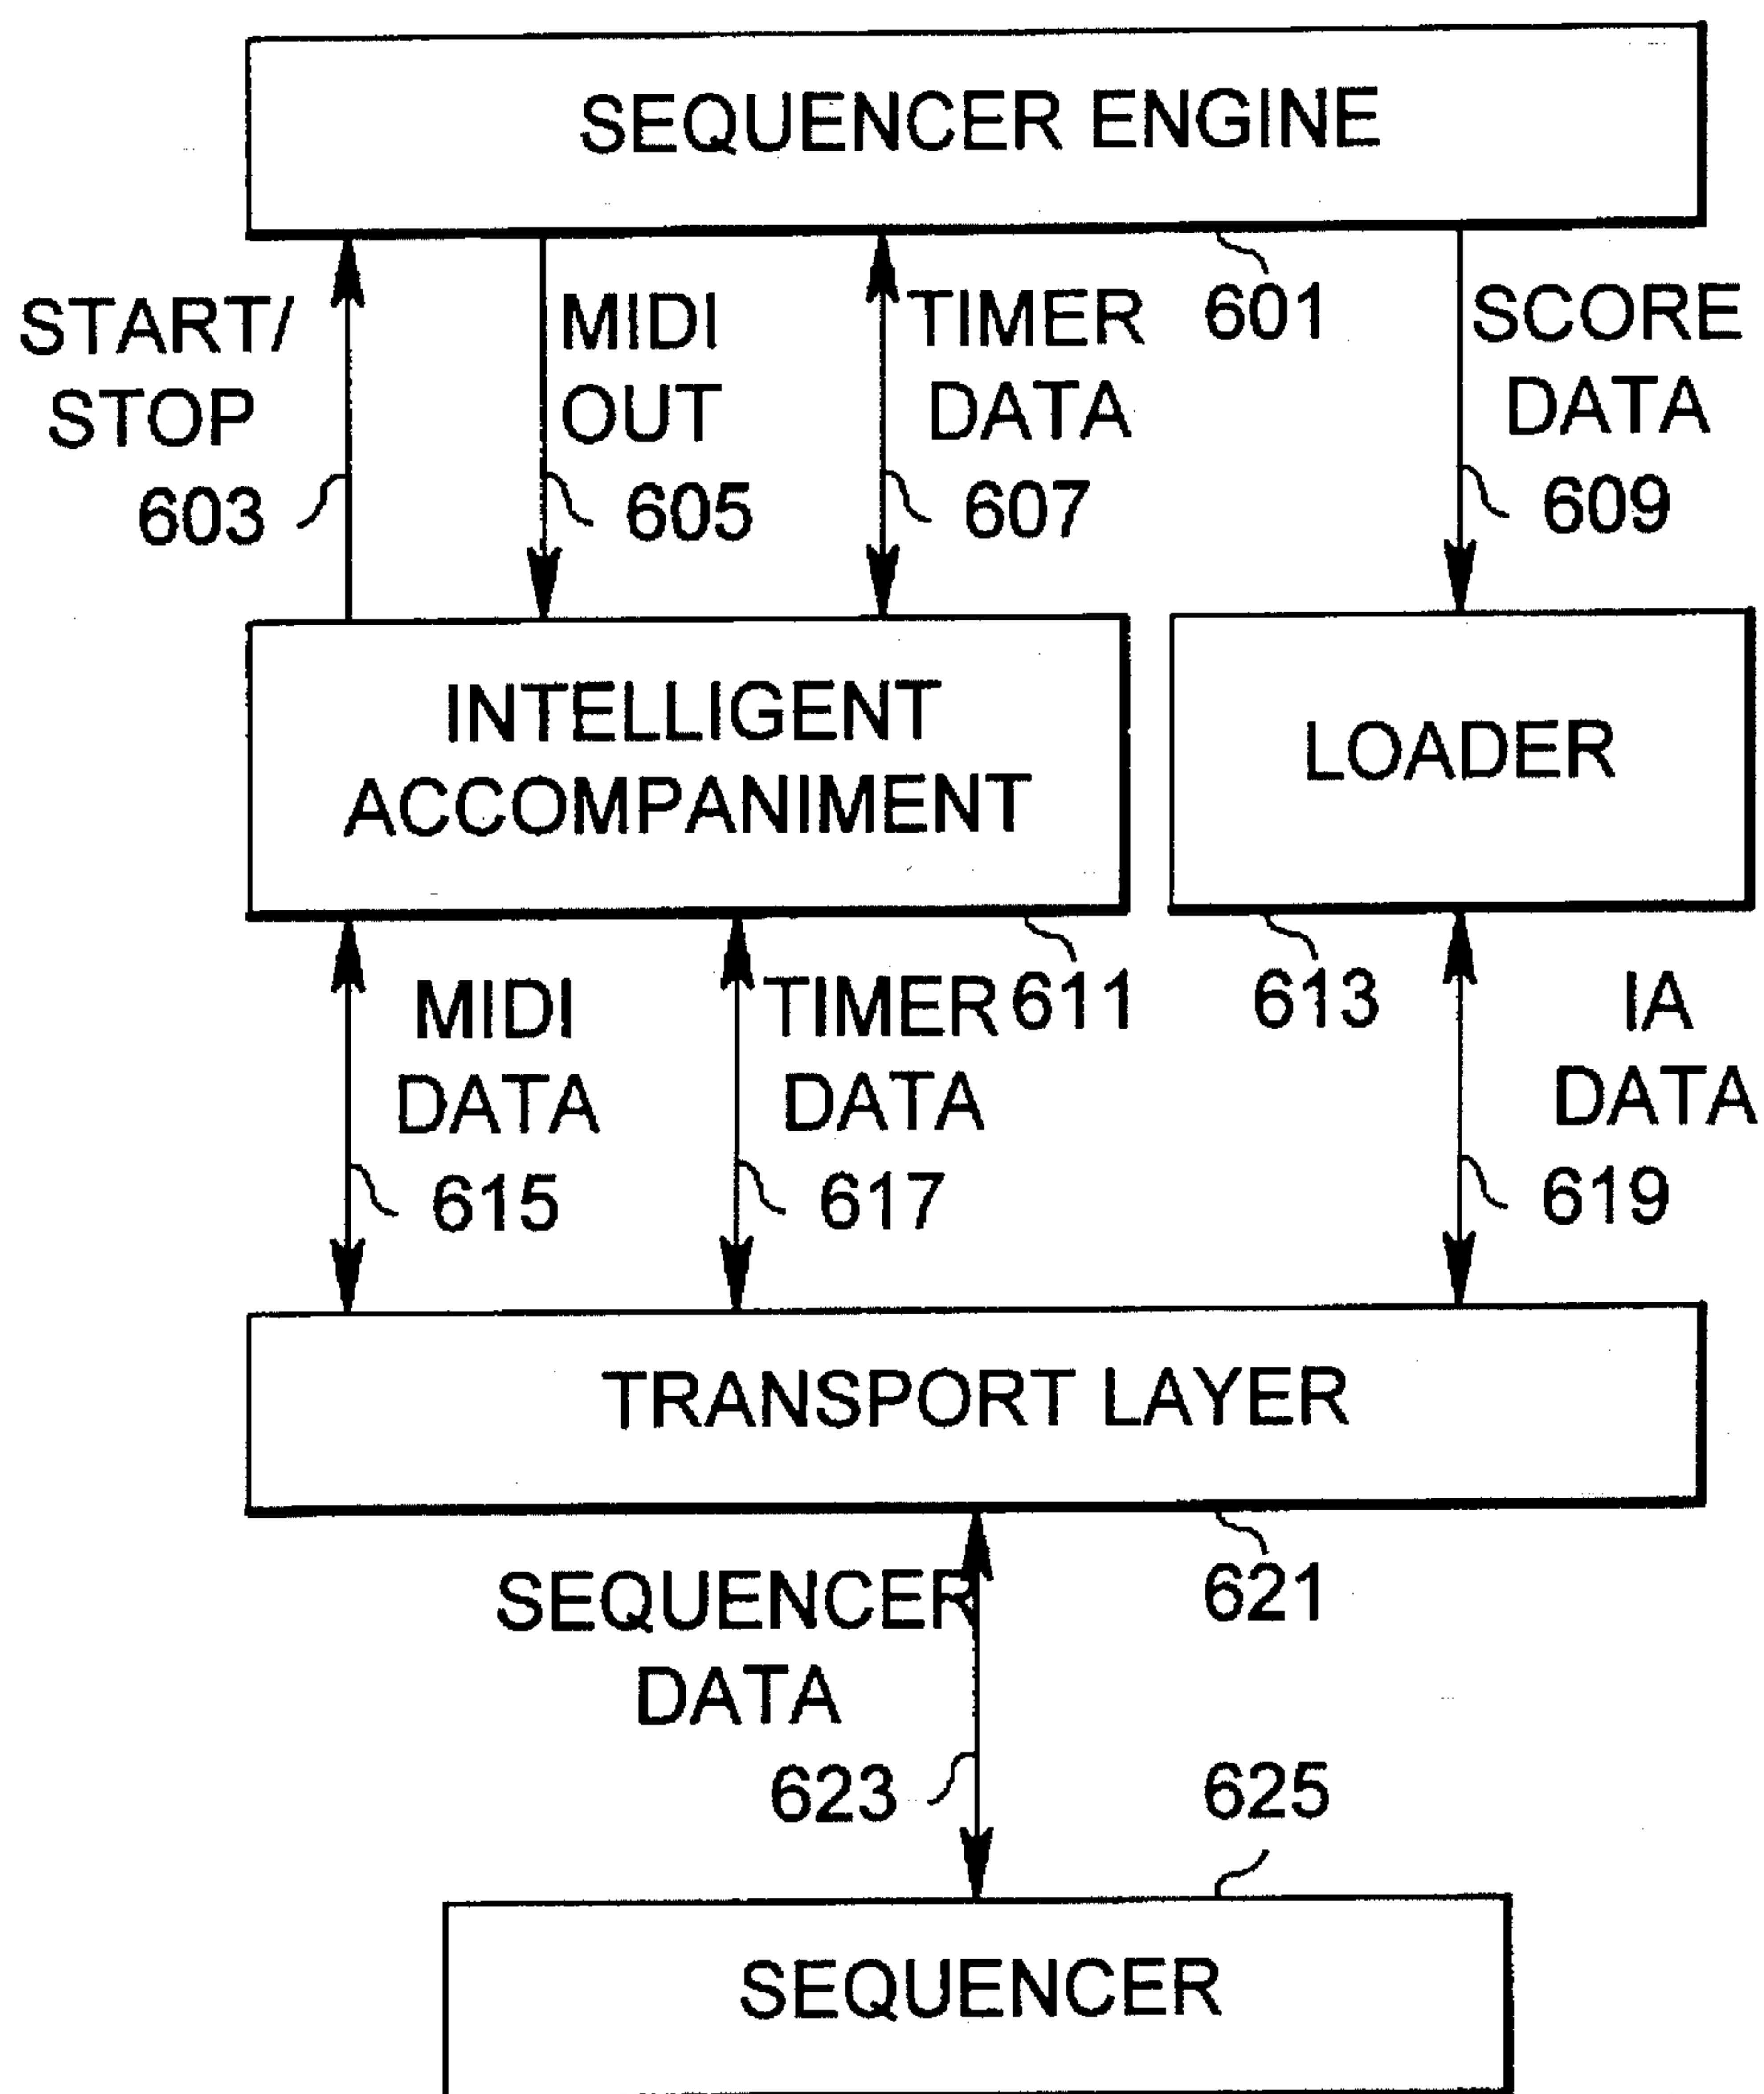 SEQUENCER ENGINE
START/
STOP
603
MIDI
OUT
605
TIMER
DATA
607
601
SCORE
DATA
609
INTELLIGENT
ACCOMPANIMENT
LOADER
MIDI
DATA
615
TIMER
DATA
617
611
613
IA
DATA
619
TRANSPORT LAYER
SEQUENCER
DATA
623
621
625
SEQUENCER